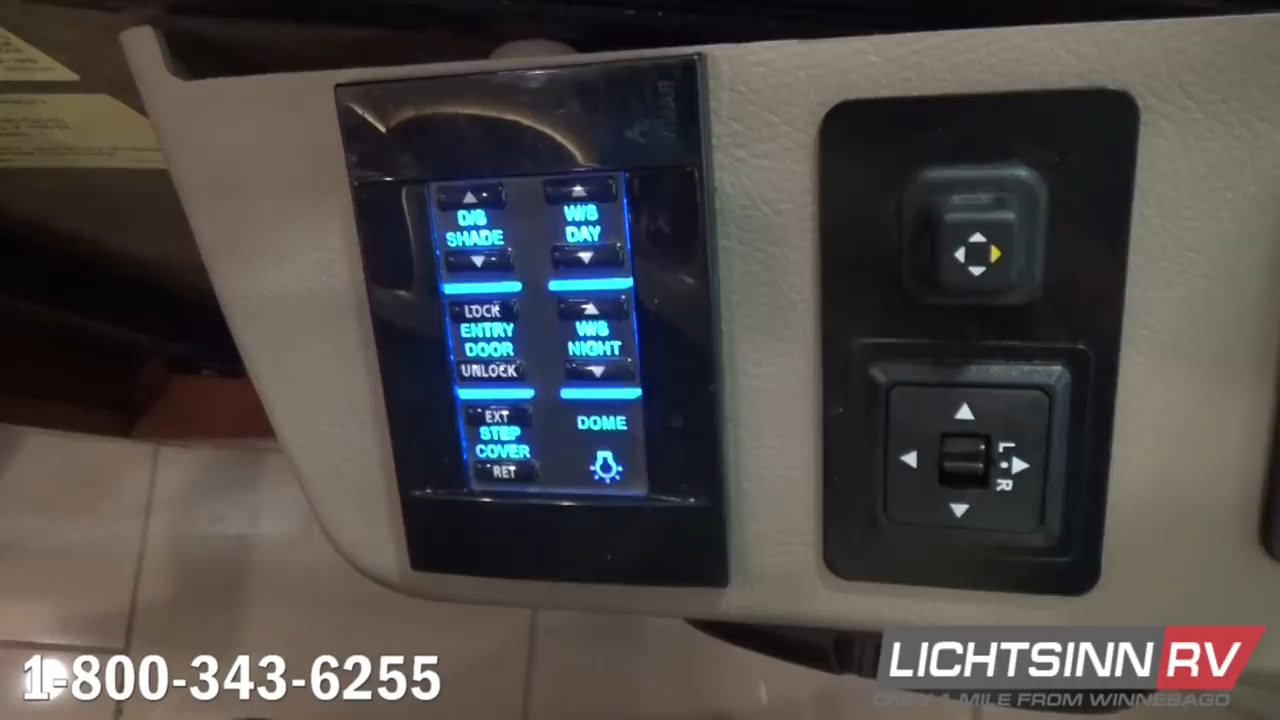 D/S
SHADE
W/S
DAY
LOCK
ENTRY
DOOR
UNLOCK
W/S
NIGHT
EXT
STEP
COVER
RET
DOME
L • R
1-800-343-6255
LICHTSINN RV
ONLY 1 MILE FROM WINNEBAGO